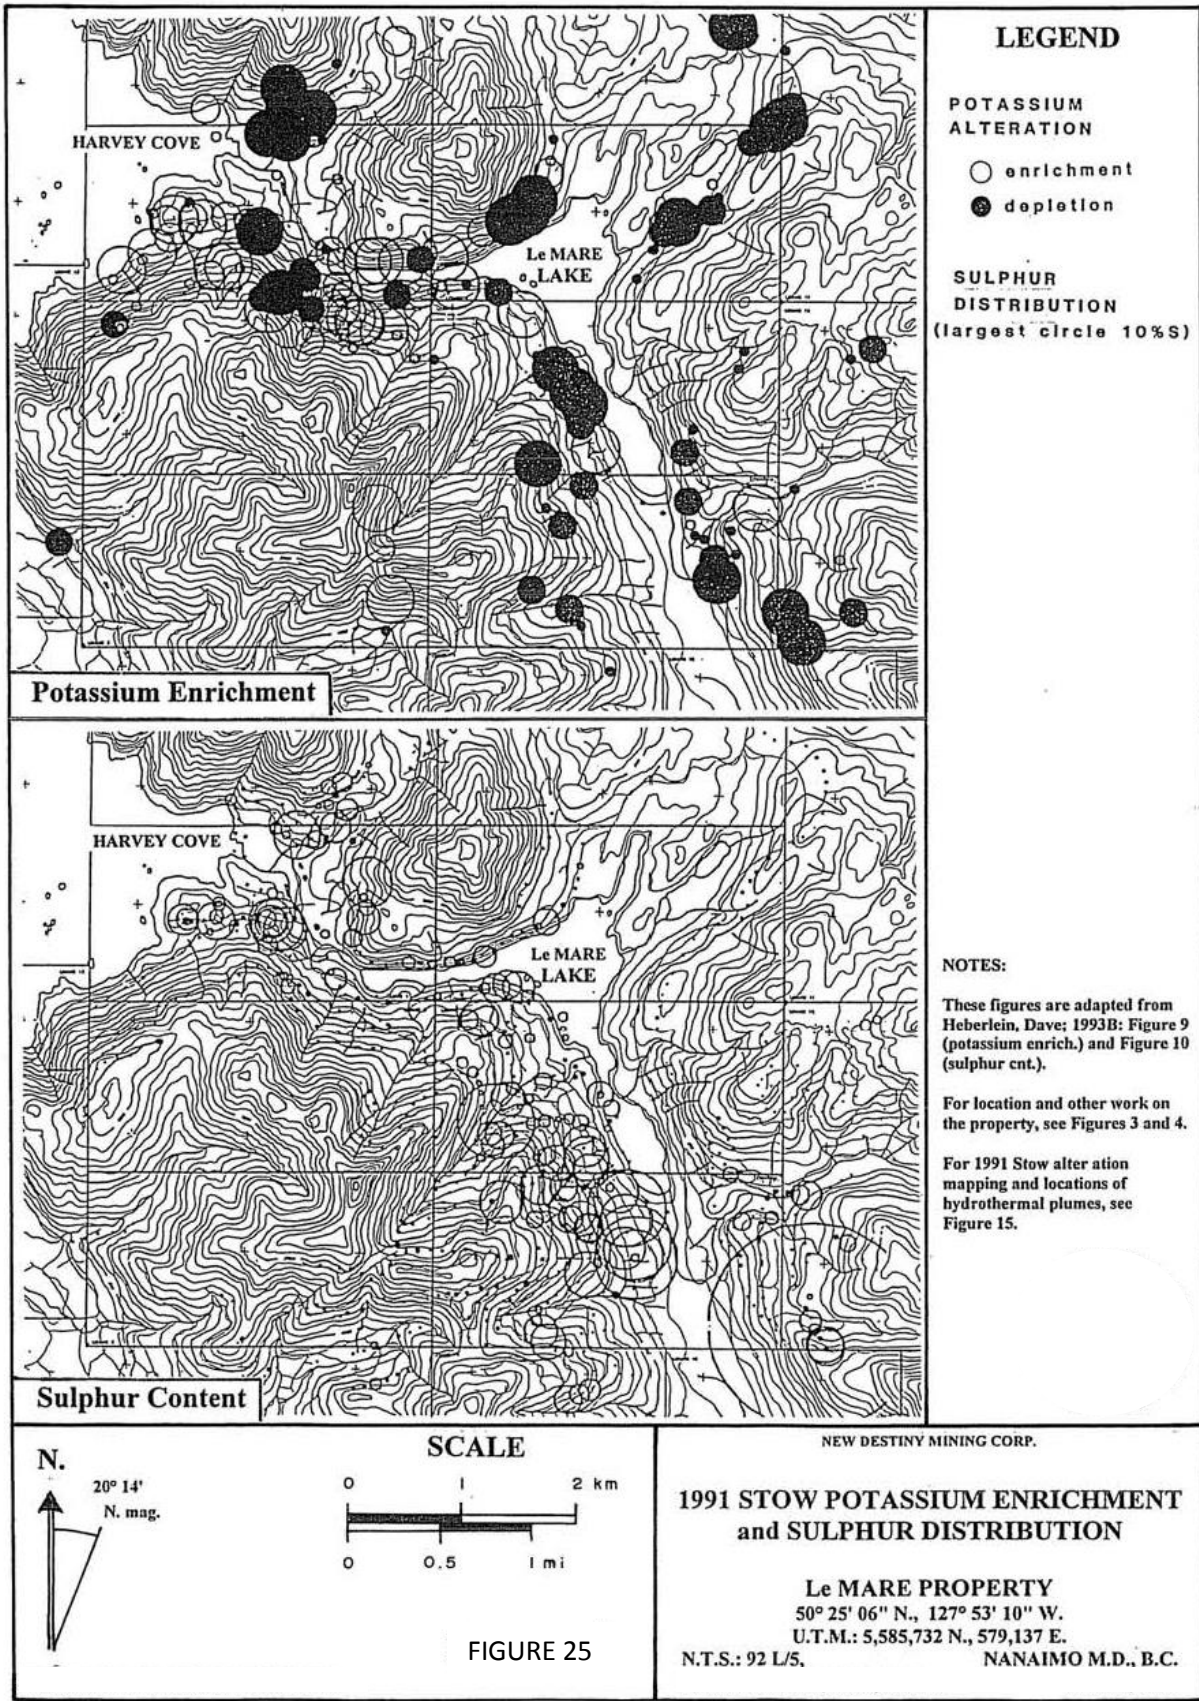 HARVEY COVE
Le MARE
LAKE
Potassium Enrichment
LEGEND
POTASSIUM
ALTERATION
enrichment
depletion
SULPHUR
DISTRIBUTION
(largest circle 10%S)
HARVEY COVE
Le MARE
LAKE
Sulphur Content
NOTES:
These figures are adapted from
Heberlein, Dave; 1993B: Figure 9
(potassium enrich.) and Figure 10
(sulphur cnt.).
For location and other work on
the property, see Figures 3 and 4.
For 1991 Stow alter ation
mapping and locations of
hydrothermal plumes, see
Figure 15.
N.
20° 14'
N. mag.
SCALE
0 1 2 km
0 0.5 1 mi
FIGURE 25
NEW DESTINY MINING CORP.
1991 STOW POTASSIUM ENRICHMENT
and SULPHUR DISTRIBUTION
Le MARE PROPERTY
50° 25' 06" N., 127° 53' 10" W.
U.T.M.: 5,585,732 N., 579,137 E.
N.T.S.: 92 L/5, NANAIMO M.D., B.C.